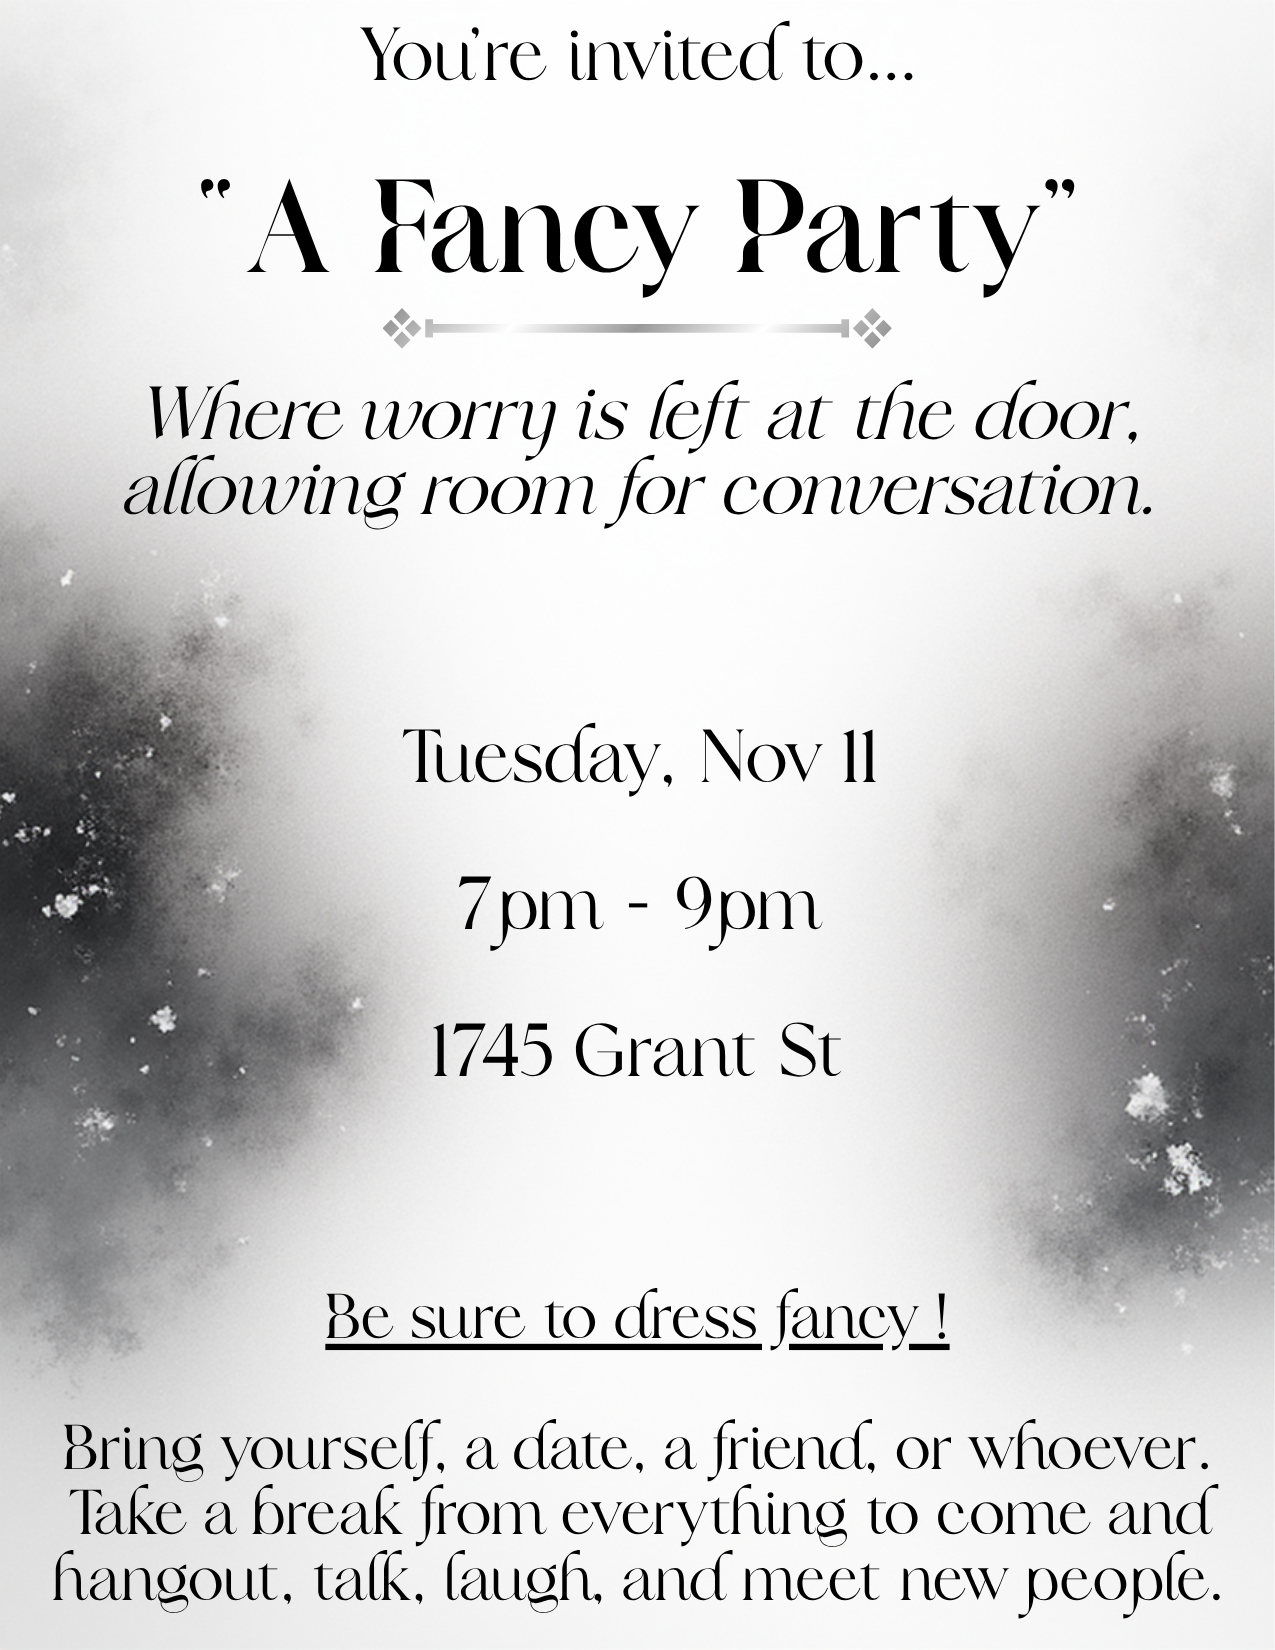 You're invited to...
“A Fancy Party”
Where worry is left at the door,
allowing room for conversation.
Tuesday, Nov 11
7pm - 9pm
1745 Grant St
Be sure to dress fancy !
Bring yourself, a date, a friend, or whoever.
Take a break from everything to come and
hangout, talk, laugh, and meet new people.